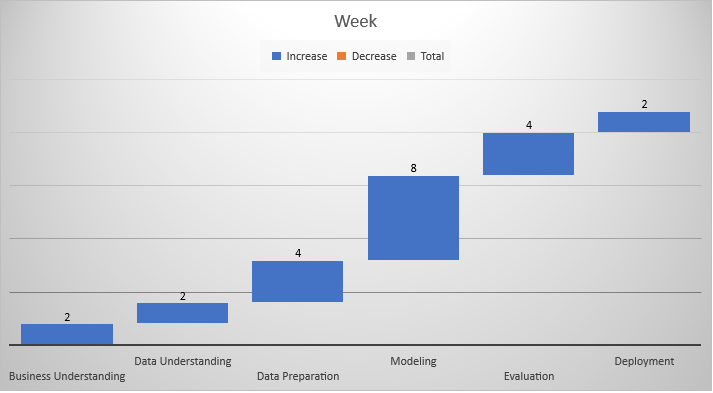 Week
Increase Decrease Total
2
4
8
4
2
2
Data Understanding Modeling Deployment
Business Understanding Data Preparation Evaluation